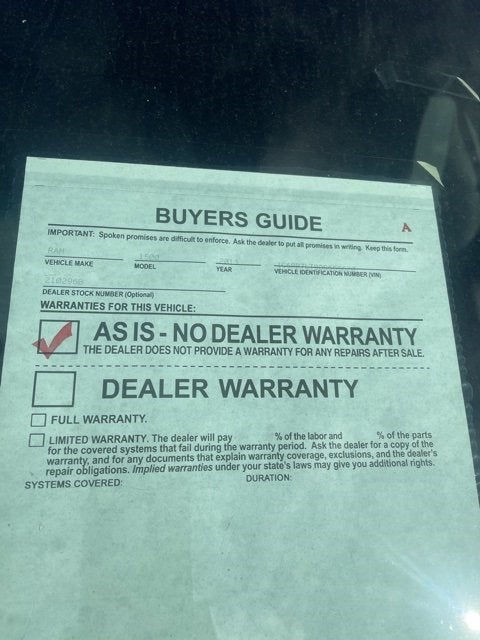 BUYERS GUIDE
A
IMPORTANT: Spoken promises are difficult to enforce. Ask the dealer to put all promises in writing. Keep this form.
RAM 1500 2011
VEHICLE MAKE MODEL YEAR VEHICLE IDENTIFICATION NUMBER (VIN)
DEALER STOCK NUMBER (Optional)
WARRANTIES FOR THIS VEHICLE:
AS IS - NO DEALER WARRANTY
THE DEALER DOES NOT PROVIDE A WARRANTY FOR ANY REPAIRS AFTER SALE.
DEALER WARRANTY
FULL WARRANTY.
LIMITED WARRANTY. The dealer will pay % of the labor and % of the parts
for the covered systems that fail during the warranty period. Ask the dealer for a copy of the
warranty, and for any documents that explain warranty coverage, exclusions, and the dealer's
repair obligations. Implied warranties under your state's laws may give you additional rights.
SYSTEMS COVERED: DURATION: